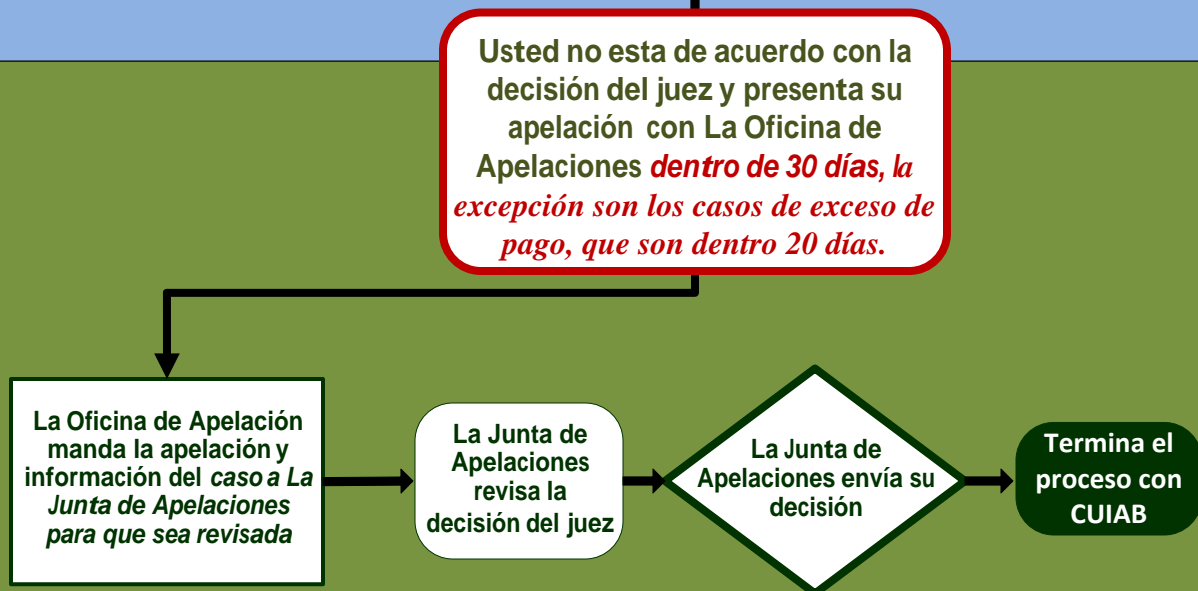 Usted no esta de acuerdo con la
decisión del juez y presenta su
apelación con La Oficina de
Apelaciones dentro de 30 días, la
excepción son los casos de exceso de
pago, que son dentro 20 días.
La Oficina de Apelación
manda la apelación y
información del caso a La
Junta de Apelaciones
para que sea revisada
La Junta de
Apelaciones
revisa la
decisión del juez
La Junta de
Apelaciones envía su
decisión
Termina el
proceso con
CUIAB